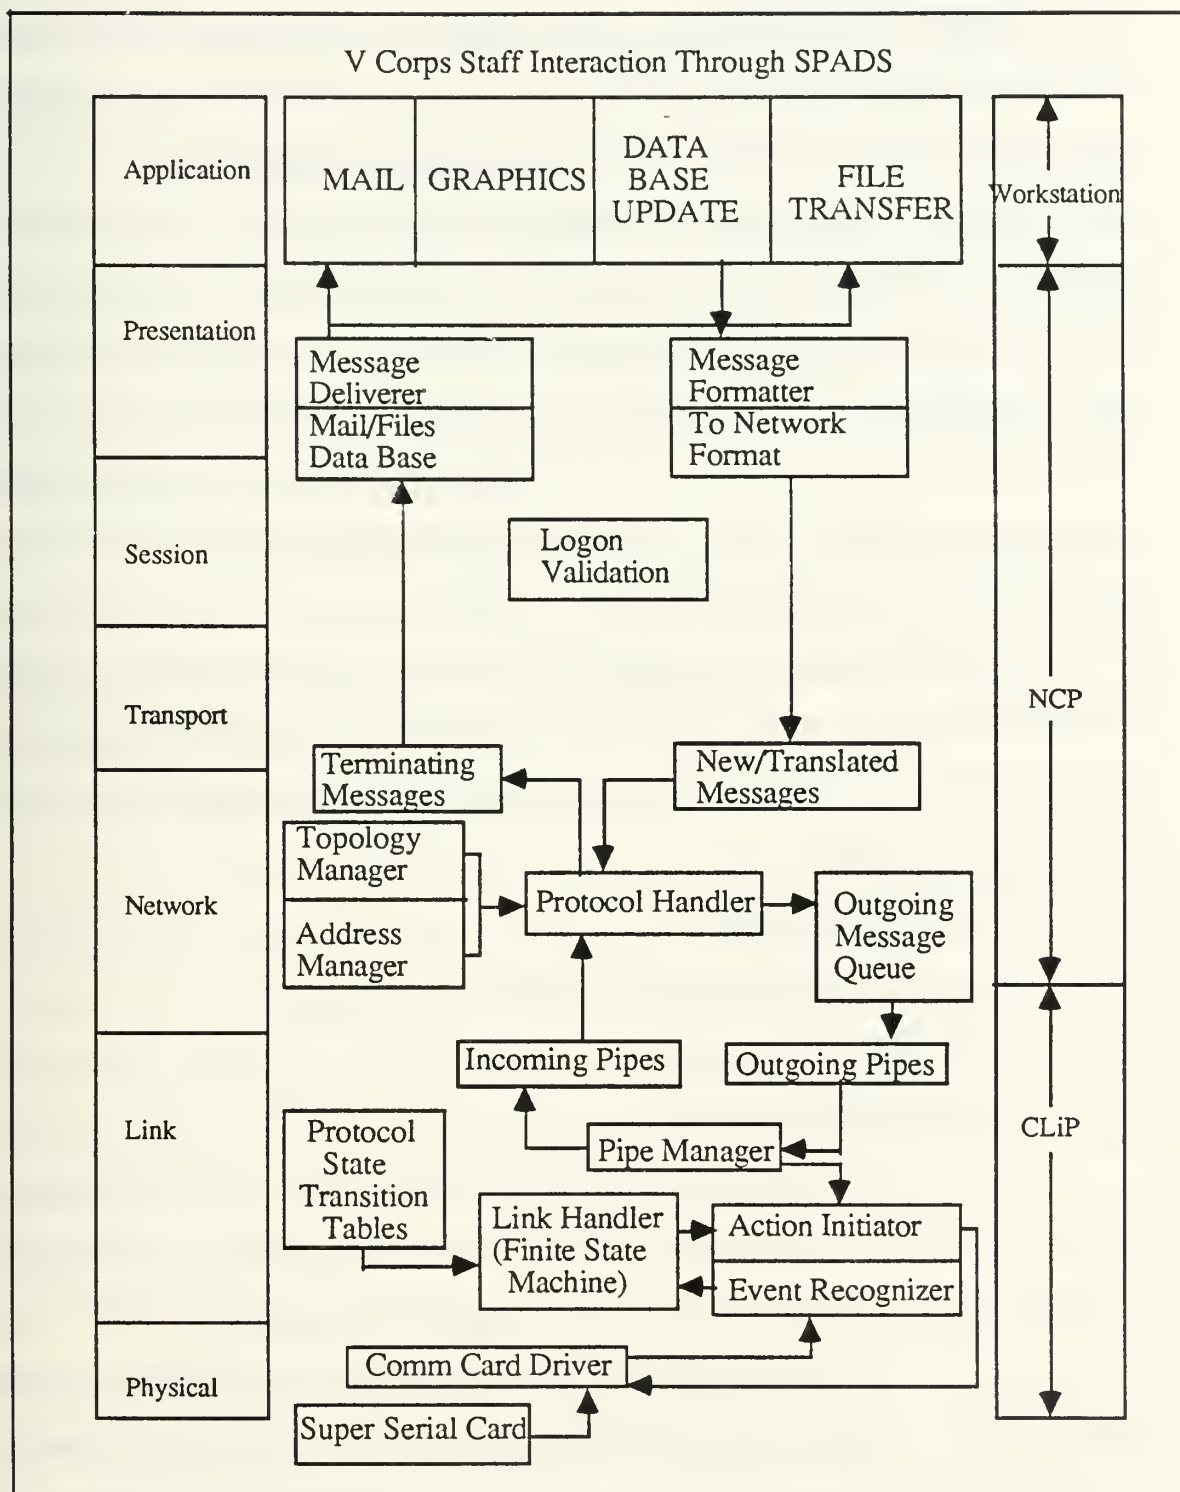 V Corps Staff Interaction Through SPADS
Application
MAIL
GRAPHICS
DATA
BASE
UPDATE
FILE
TRANSFER
Workstation
Presentation
Message
Deliverer
Mail/Files
Data Base
Message
Formatter
To Network
Format
Session
Logon
Validation
Transport
NCP
Terminating
Messages
New/Translated
Messages
Network
Topology
Manager
Address
Manager
Protocol Handler
Outgoing
Message
Queue
Incoming Pipes
Outgoing Pipes
Link
Protocol
State
Transition
Tables
Pipe Manager
CLiP
Link Handler
(Finite State
Machine)
Action Initiator
Event Recognizer
Physical
Comm Card Driver
Super Serial Card